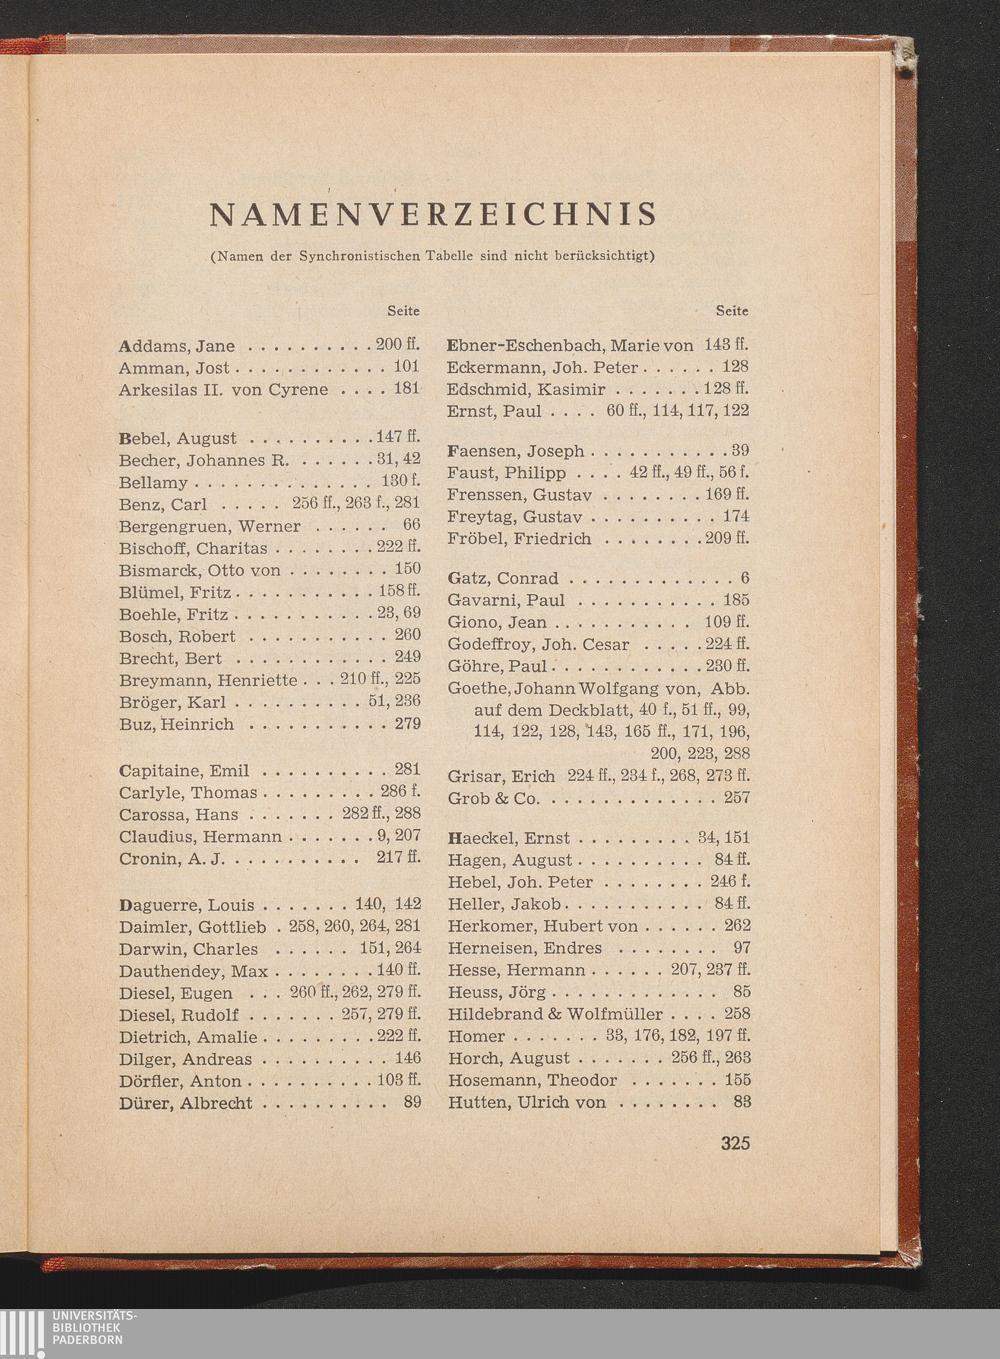 NAMENVERZEICHNIS
(Namen der Synchronistischen Tabelle sind nicht berücksichtigt)
Seite
Addams, Jane . . . . . . . . . . 200 ff.
Amman, Jost . . . . . . . . . . . . 101
Arkesilas II. von Cyrene . . . . 181
Bebel, August . . . . . . . . . . 147 ff.
Becher, Johannes R. . . . . . . 31, 42
Bellamy . . . . . . . . . . . . . . 130 f.
Benz, Carl . . . . . 256 ff., 263 f., 281
Bergengruen, Werner . . . . . . 66
Bischoff, Charitas . . . . . . . . 222 ff.
Bismarck, Otto von . . . . . . . . 150
Blümel, Fritz . . . . . . . . . . . 158 ff.
Boehle, Fritz . . . . . . . . . . . 23, 69
Bosch, Robert . . . . . . . . . . . 260
Brecht, Bert . . . . . . . . . . . . 249
Breymann, Henriette . . . 210 ff., 225
Bröger, Karl . . . . . . . . . . 51, 236
Buz, Heinrich . . . . . . . . . . . 279
Capitaine, Emil . . . . . . . . . . 281
Carlyle, Thomas . . . . . . . . . 286 f.
Carossa, Hans . . . . . . . 282 ff., 288
Claudius, Hermann . . . . . . . 9, 207
Cronin, A. J. . . . . . . . . . . 217 ff.
Daguerre, Louis . . . . . . . 140, 142
Daimler, Gottlieb . 258, 260, 264, 281
Darwin, Charles . . . . . . 151, 264
Dauthendey, Max . . . . . . . . 140 ff.
Diesel, Eugen . . . 260 ff., 262, 279 ff.
Diesel, Rudolf . . . . . . . 257, 279 ff.
Dietrich, Amalie . . . . . . . . . 222 ff.
Dilger, Andreas . . . . . . . . . . 146
Dörfler, Anton . . . . . . . . . . 103 ff.
Dürer, Albrecht . . . . . . . . . . 89
Seite
Ebner-Eschenbach, Marie von 143 ff.
Eckermann, Joh. Peter . . . . . . 128
Edschmid, Kasimir . . . . . . . 128 ff.
Ernst, Paul . . . . 60 ff., 114, 117, 122
Faensen, Joseph . . . . . . . . . . . 39
Faust, Philipp . . . . 42 ff., 49 ff., 56 f.
Frenssen, Gustav . . . . . . . . 169 ff.
Freytag, Gustav . . . . . . . . . . 174
Fröbel, Friedrich . . . . . . . . 209 ff.
Gatz, Conrad . . . . . . . . . . . . . 6
Gavarni, Paul . . . . . . . . . . . 185
Giono, Jean . . . . . . . . . . . 109 ff.
Godeffroy, Joh. Cesar . . . . . 224 ff.
Göhre, Paul . . . . . . . . . . . . 230 ff.
Goethe, Johann Wolfgang von, Abb.
auf dem Deckblatt, 40 f., 51 ff., 99,
114, 122, 128, 143, 165 ff., 171, 196,
200, 223, 288
Grisar, Erich 224 ff., 234 f., 268, 273 ff.
Grob & Co. . . . . . . . . . . . . . 257
Haeckel, Ernst . . . . . . . . . 34, 151
Hagen, August . . . . . . . . . . 84 ff.
Hebel, Joh. Peter . . . . . . . . 246 f.
Heller, Jakob . . . . . . . . . . . 84 ff.
Herkomer, Hubert von . . . . . . 262
Herneisen, Endres . . . . . . . . 97
Hesse, Hermann . . . . . . 207, 237 ff.
Heuss, Jörg . . . . . . . . . . . . . 85
Hildebrand & Wolfmüller . . . . 258
Homer . . . . . . . 33, 176, 182, 197 ff.
Horch, August . . . . . . . 256 ff., 263
Hosemann, Theodor . . . . . . . 155
Hutten, Ulrich von . . . . . . . . 83
325
UNIVERSITÄTS-
BIBLIOTHEK
PADERBORN